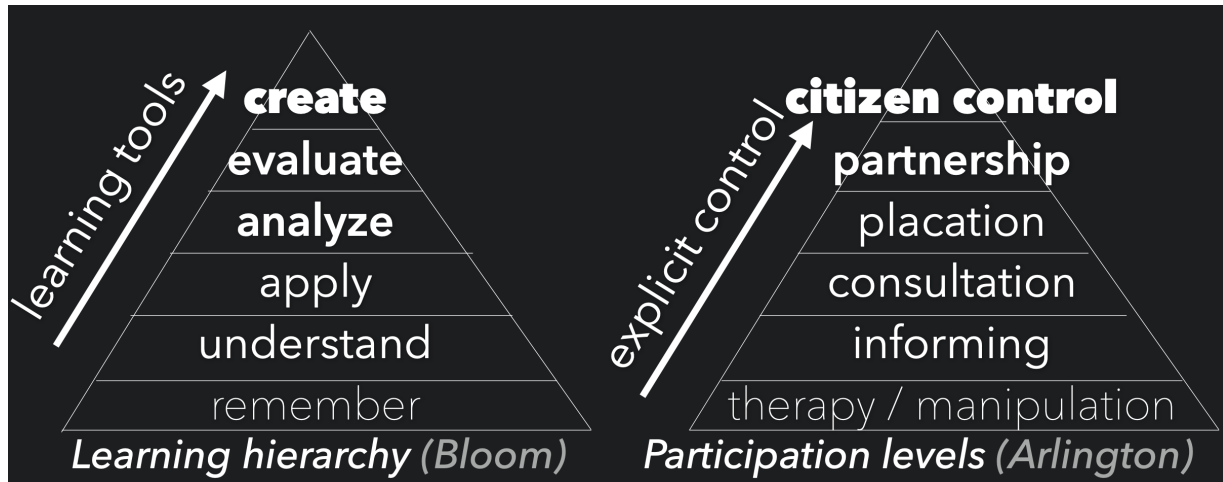 learning tools
create
evaluate
analyze
apply
understand
remember
Learning hierarchy (Bloom)
explicit control
citizen control
partnership
placation
consultation
informing
therapy / manipulation
Participation levels (Arlington)